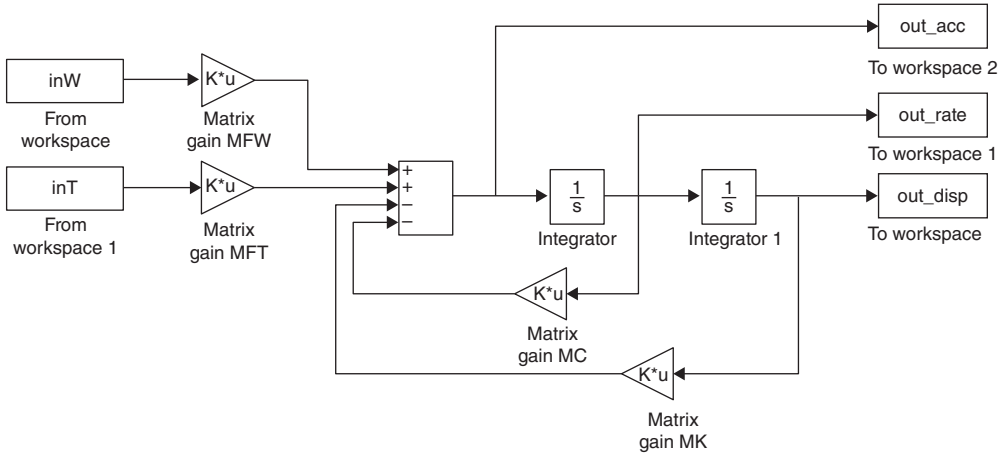 out_acc
To workspace 2
inW
K*u
From
workspace
Matrix
gain MFW
out_rate
To workspace 1
inT
K*u
From
workspace 1
Matrix
gain MFT
+
+
−
−
1
s
Integrator
1
s
Integrator 1
out_disp
To workspace
K*u
Matrix
gain MC
K*u
Matrix
gain MK